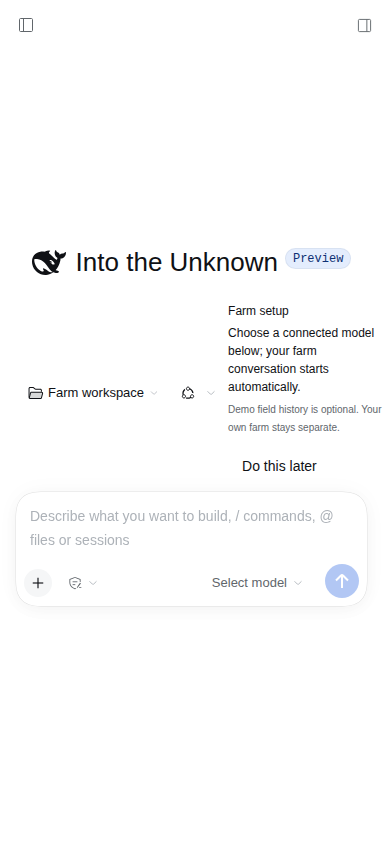 Into the Unknown
Preview
Farm setup
Choose a connected model
below; your farm
conversation starts
automatically.
Farm workspace
Demo field history is optional. Your
own farm stays separate.
Do this later
Describe what you want to build, / commands, @
files or sessions
Select model